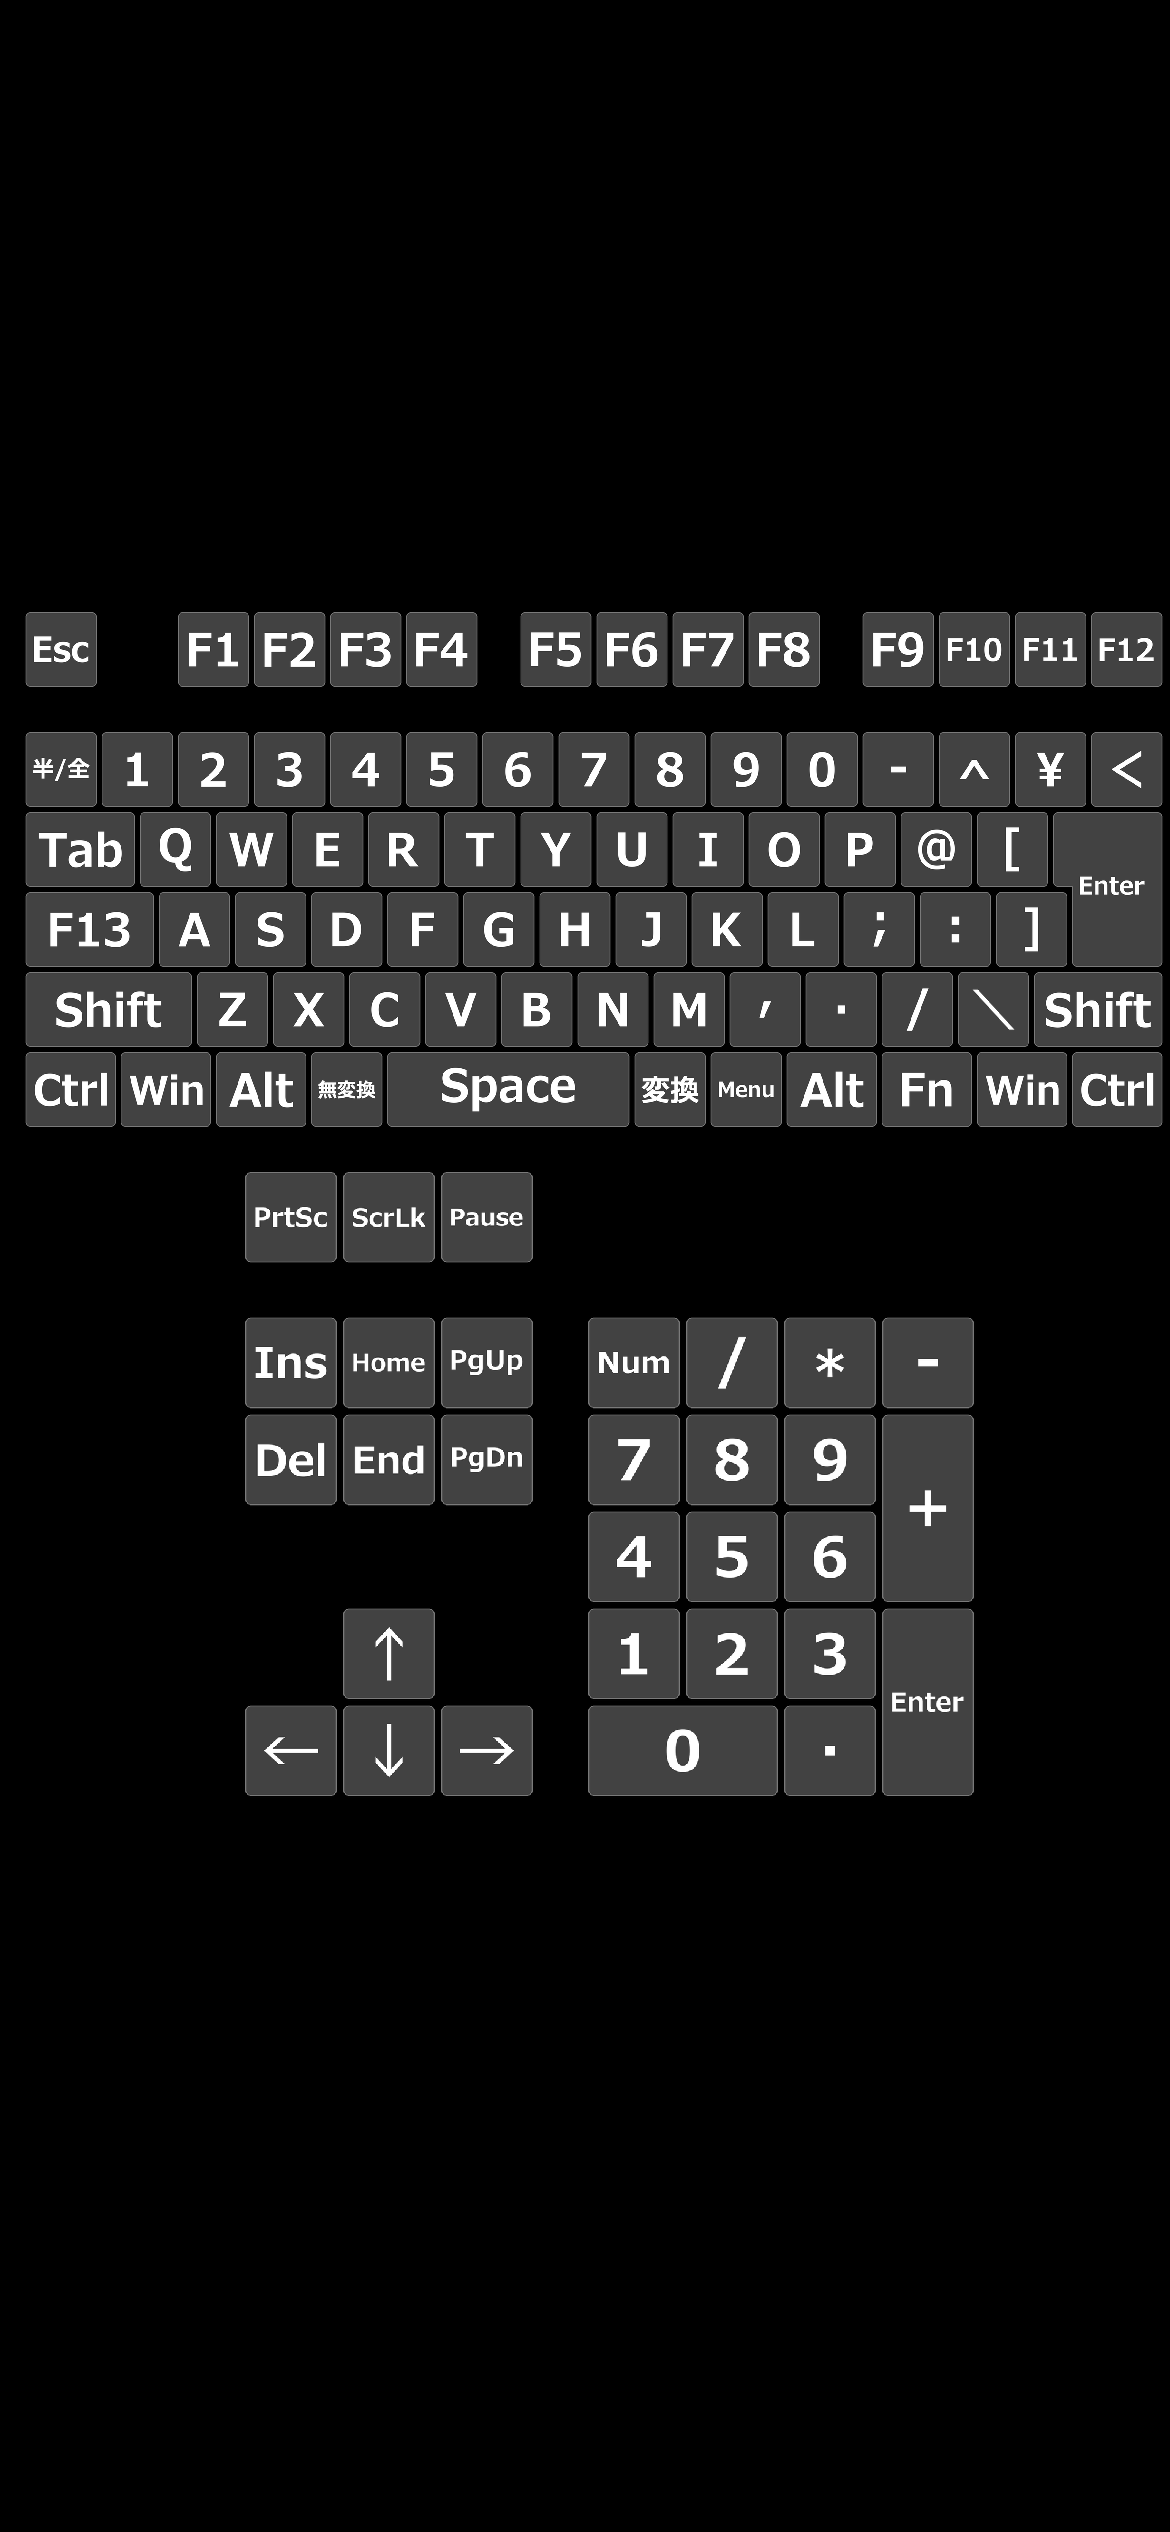 Esc F1 F2 F3 F4 F5 F6 F7 F8 F9 F10 F11 F12
半/全 1 2 3 4 5 6 7 8 9 0 - ^ ¥ <
Tab Q W E R T Y U I O P @ [ Enter
F13 A S D F G H J K L ; : ]
Shift Z X C V B N M , . / \ Shift
Ctrl Win Alt 無変換 Space 変換 Menu Alt Fn Win Ctrl
PrtSc ScrLk Pause
Ins Home PgUp Num / * -
Del End PgDn 7 8 9 +
4 5 6
↑ 1 2 3 Enter
← ↓ → 0 .